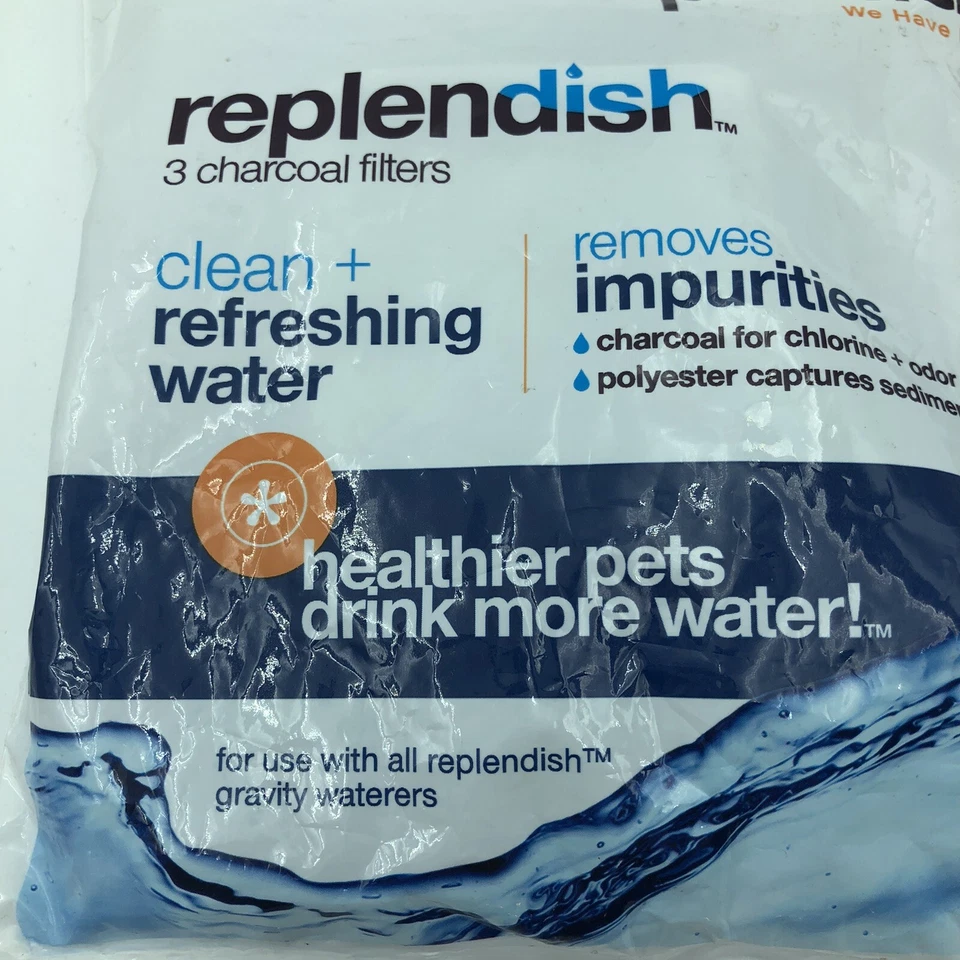 we Have
replendish™
3 charcoal filters
clean +
refreshing
water
removes
impurities
charcoal for chlorine + odor
polyester captures
healthier pets
drink more water!™
for use with all replendish™
gravity waterers